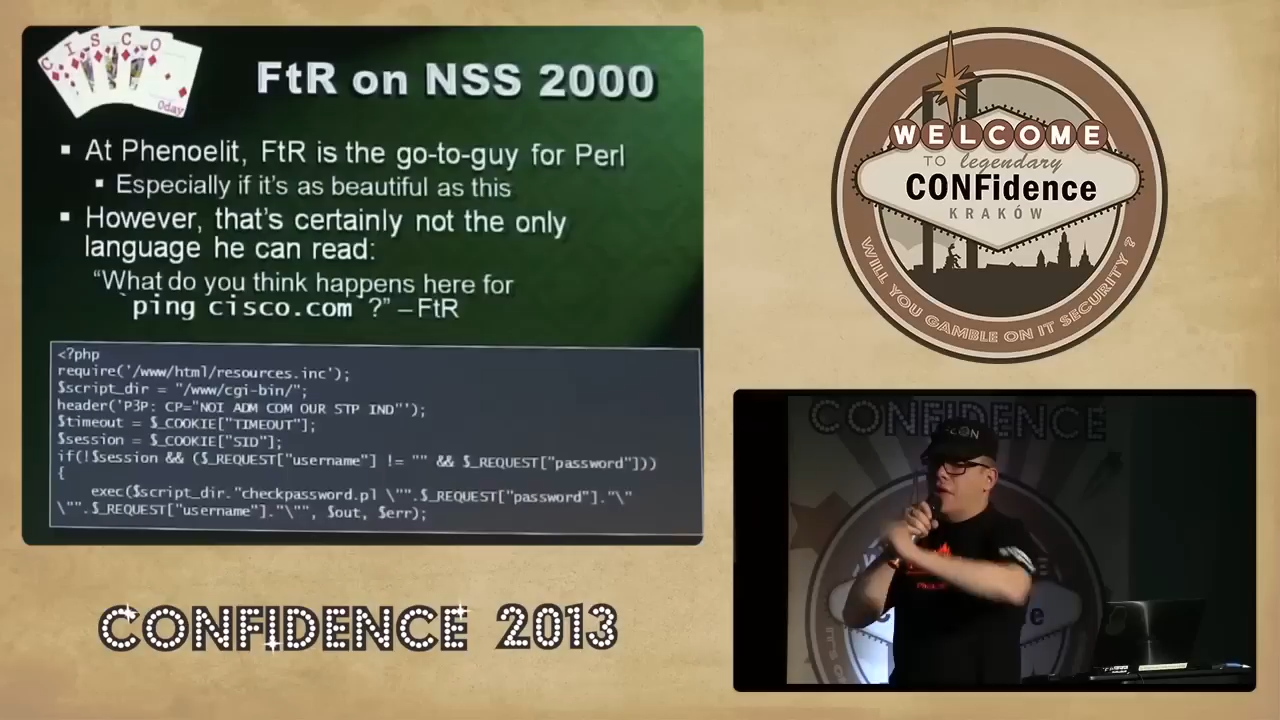 CISCO
0day
FtR on NSS 2000
▪ At Phenoelit, FtR is the go-to-guy for Perl
▪ Especially if it's as beautiful as this
▪ However, that's certainly not the only
language he can read:
“What do you think happens here for
`ping cisco.com`?” – FtR
<?php
require('/www/html/resources.inc');
$script_dir = "/www/cgi-bin/";
header('P3P: CP="NOI ADM COM OUR STP IND"');
$timeout = $_COOKIE["TIMEOUT"];
$session = $_COOKIE["SID"];
if(!$session && ($_REQUEST["username"] != "" && $_REQUEST["password"]))
{
exec($script_dir."checkpassword.pl \"".$_REQUEST["password"]."\"
\"".$_REQUEST["username"]."\"", $out, $err);
CONFIDENCE 2013
WELCOME
TO legendary
CONFidence
KRAKÓW
WILL YOU GAMBLE ON IT SECURITY ?
CONFIDENCE